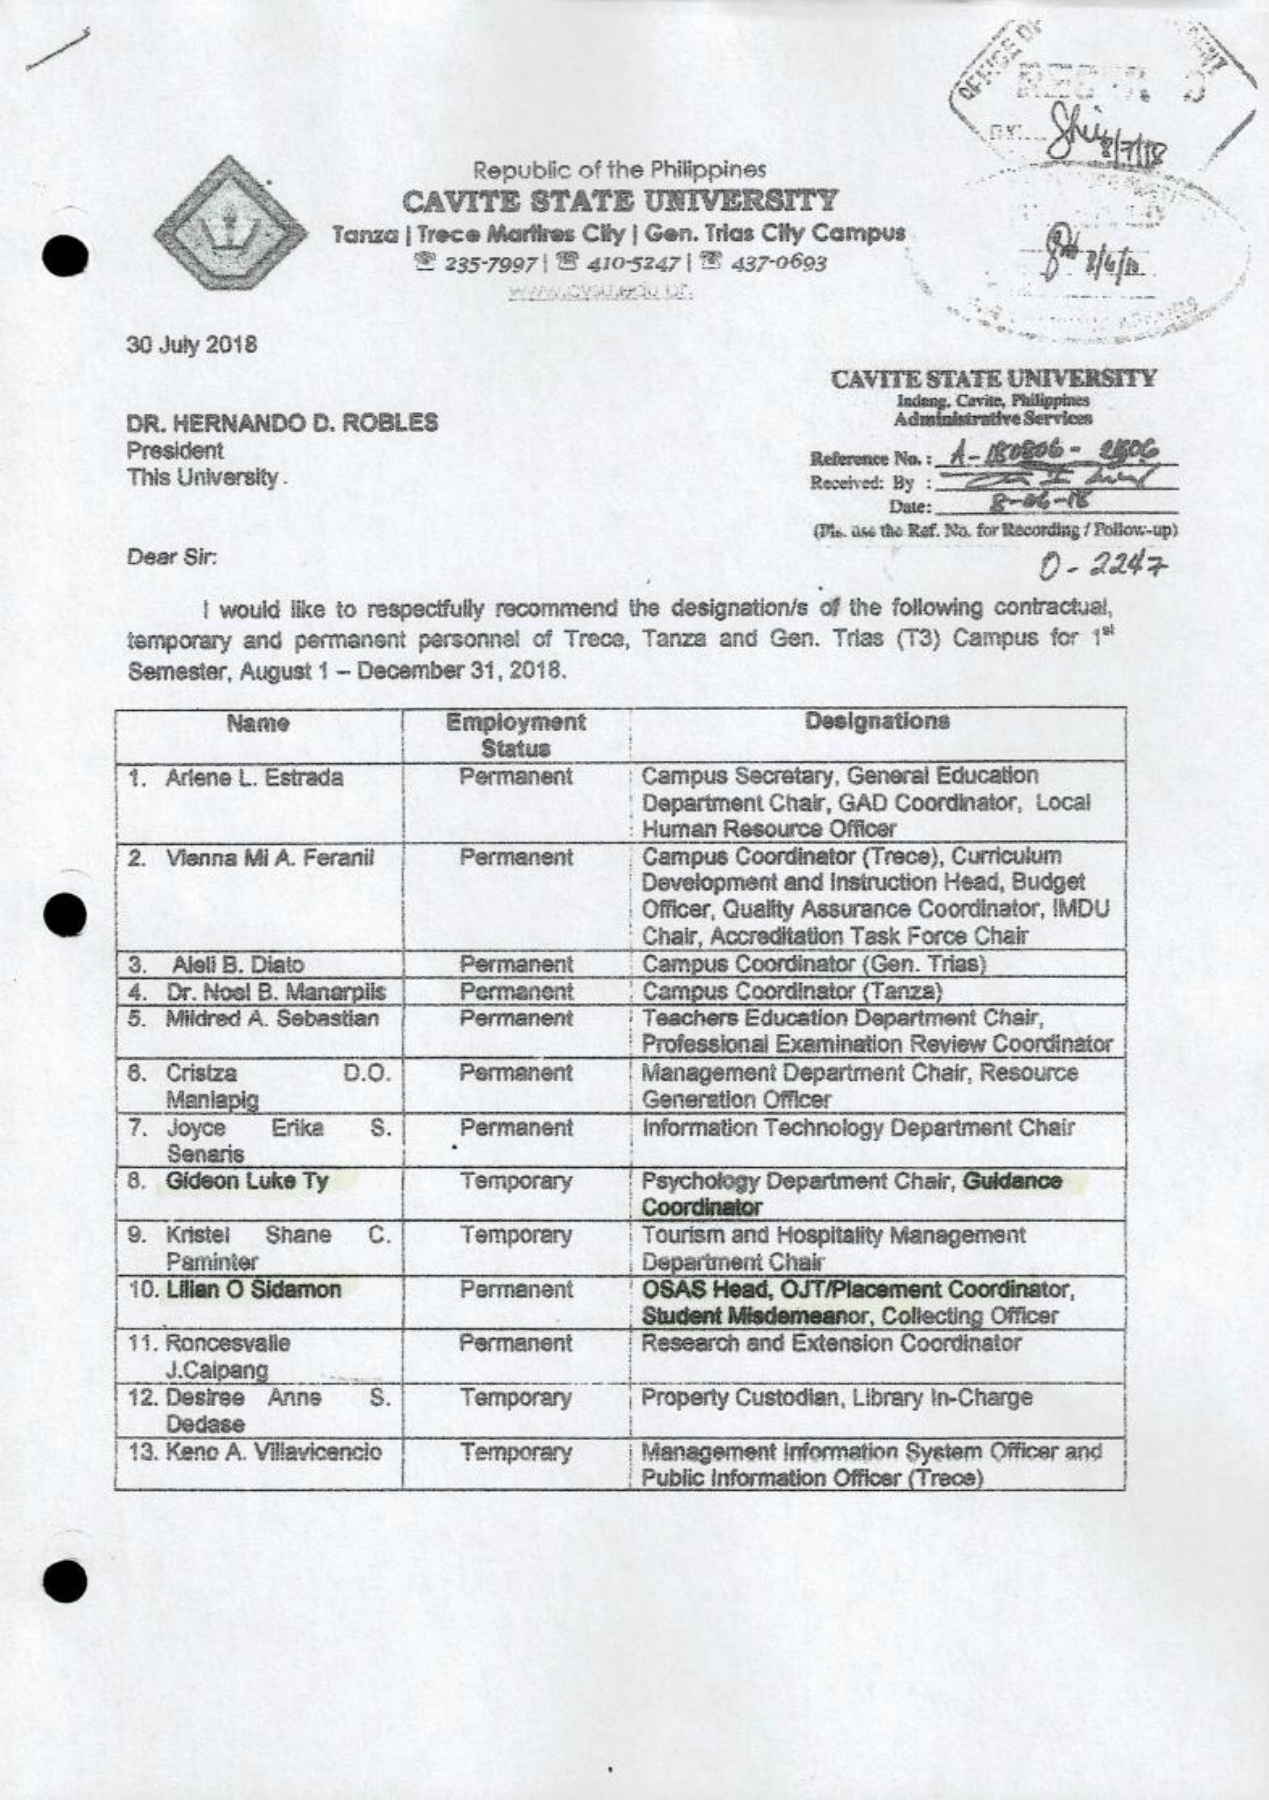 OFFICE OF
BY:
8/7/18
Republic of the Philippines
CAVITE STATE UNIVERSITY
Tanza | Trece Martires City | Gen. Trias City Campus
☎ 235-7997 | ☎ 410-5247 | ☎ 437-0693
www.cvsu.edu.ph
30 July 2018
CAVITE STATE UNIVERSITY
Indang, Cavite, Philippines
Administrative Services
DR. HERNANDO D. ROBLES
President
This University.
Reference No. : A-180806-
Received: By :
Date: 8-06-18
(Pls. use the Ref. No. for Recording / Follow-up)
0-2247
Dear Sir:
I would like to respectfully recommend the designation/s of the following contractual,
temporary and permanent personnel of Trece, Tanza and Gen. Trias (T3) Campus for 1st
Semester, August 1 – December 31, 2018.
Name Employment Designations
Status
1. Arlene L. Estrada Permanent Campus Secretary, General Education
Department Chair, GAD Coordinator, Local
Human Resource Officer
2. Vienna Mi A. Feranil Permanent Campus Coordinator (Trece), Curriculum
Development and Instruction Head, Budget
Officer, Quality Assurance Coordinator, IMDU
Chair, Accreditation Task Force Chair
3. Aleli B. Diato Permanent Campus Coordinator (Gen. Trias)
4. Dr. Noel B. Manarpiis Permanent Campus Coordinator (Tanza)
5. Mildred A. Sebastian Permanent Teachers Education Department Chair,
Professional Examination Review Coordinator
6. Cristza D.O. Permanent Management Department Chair, Resource
Manlapig Generation Officer
7. Joyce Erika S. Permanent Information Technology Department Chair
Senaris
8. Gideon Luke Ty Temporary Psychology Department Chair, Guidance
Coordinator
9. Kristel Shane C. Temporary Tourism and Hospitality Management
Paminter Department Chair
10. Lilian O Sidamon Permanent OSAS Head, OJT/Placement Coordinator,
Student Misdemeanor, Collecting Officer
11. Roncesvalle Permanent Research and Extension Coordinator
J.Caipang
12. Desiree Anne S. Temporary Property Custodian, Library In-Charge
Dedase
13. Keno A. Villavicencio Temporary Management Information System Officer and
Public Information Officer (Trece)